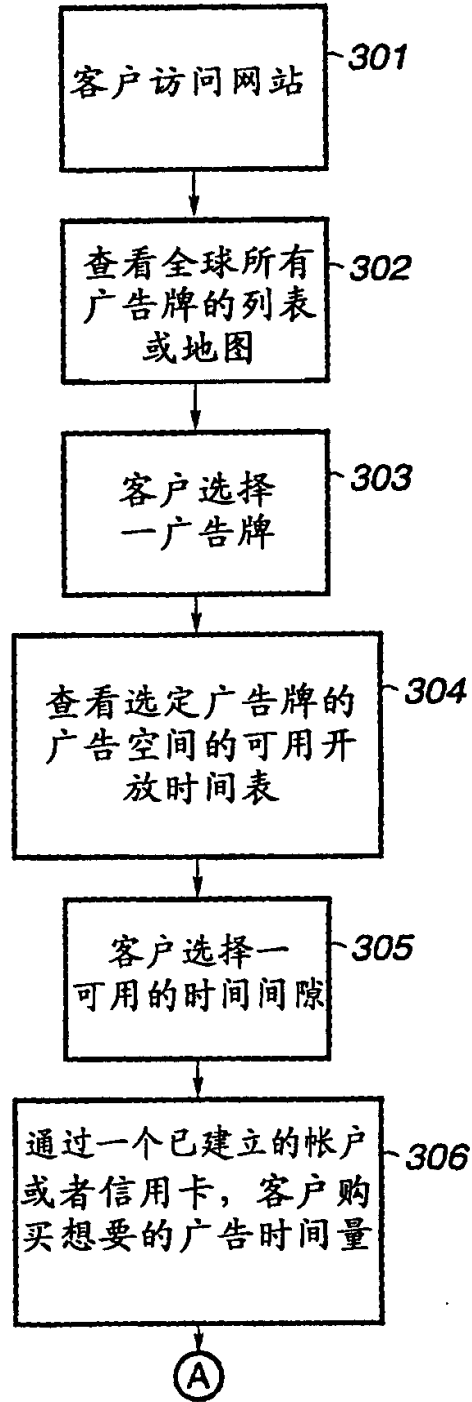 客户访问网站
301
查看全球所有
广告牌的列表
或地图
302
客户选择
一广告牌
303
查看选定广告牌的
广告空间的可用开
放时间表
304
客户选择一
可用的时间间隙
305
通过一个已建立的帐户
或者信用卡，客户购
买想要的广告时间量
306
A